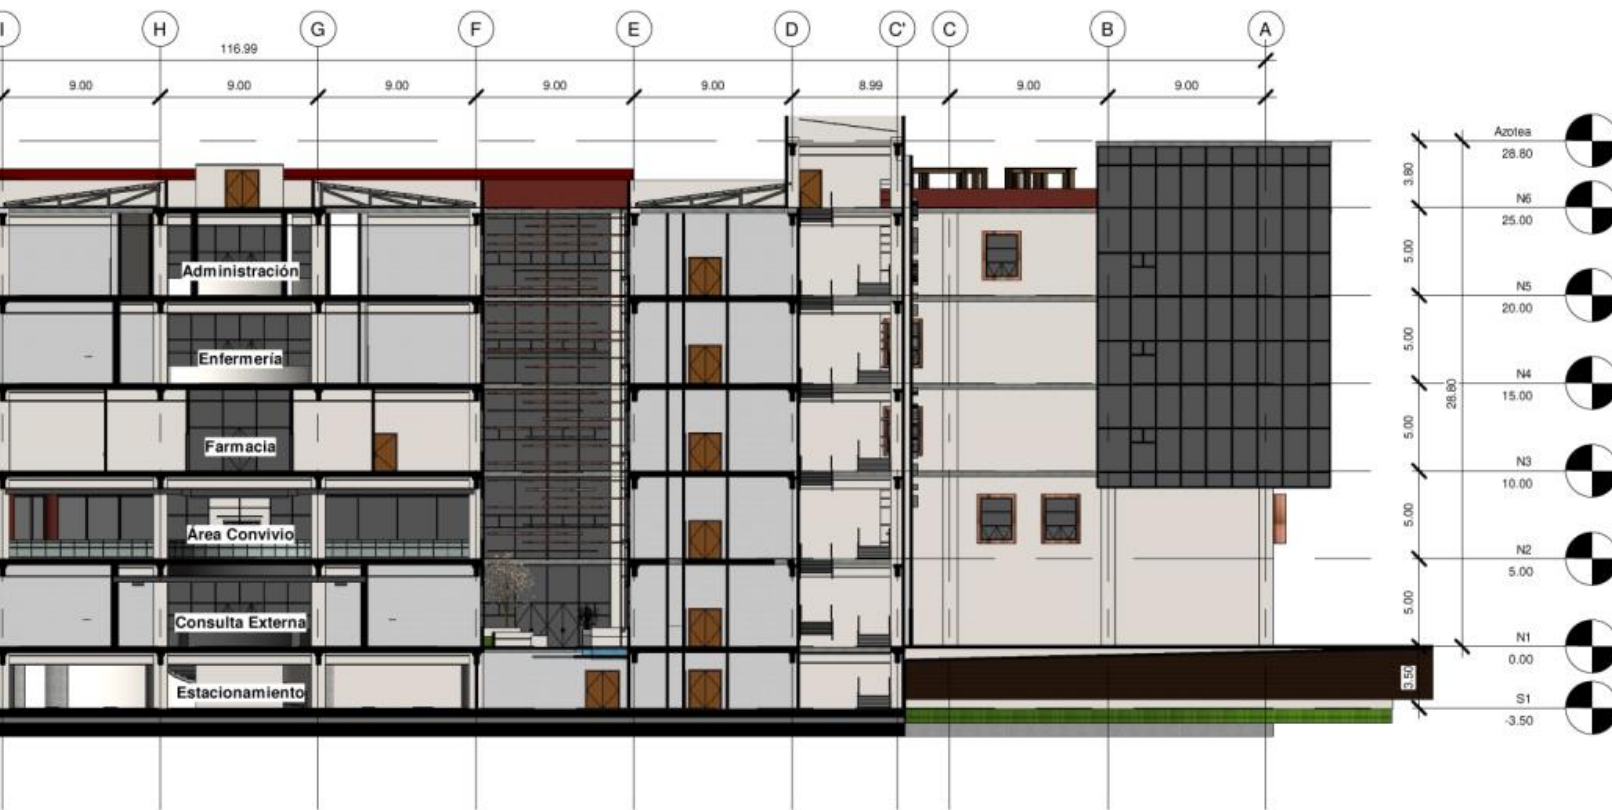 I H G F E D C' C B A
116.99
9.00 9.00 9.00 9.00 9.00 8.99 9.00 9.00
Azotea
28.80
3.80
N6
25.00
5.00
Administración
N5
20.00
5.00
Enfermería
N4
15.00
28.80
5.00
Farmacia
N3
10.00
5.00
Área Convivio
N2
5.00
5.00
Consulta Externa
N1
0.00
3.50
Estacionamiento
S1
-3.50